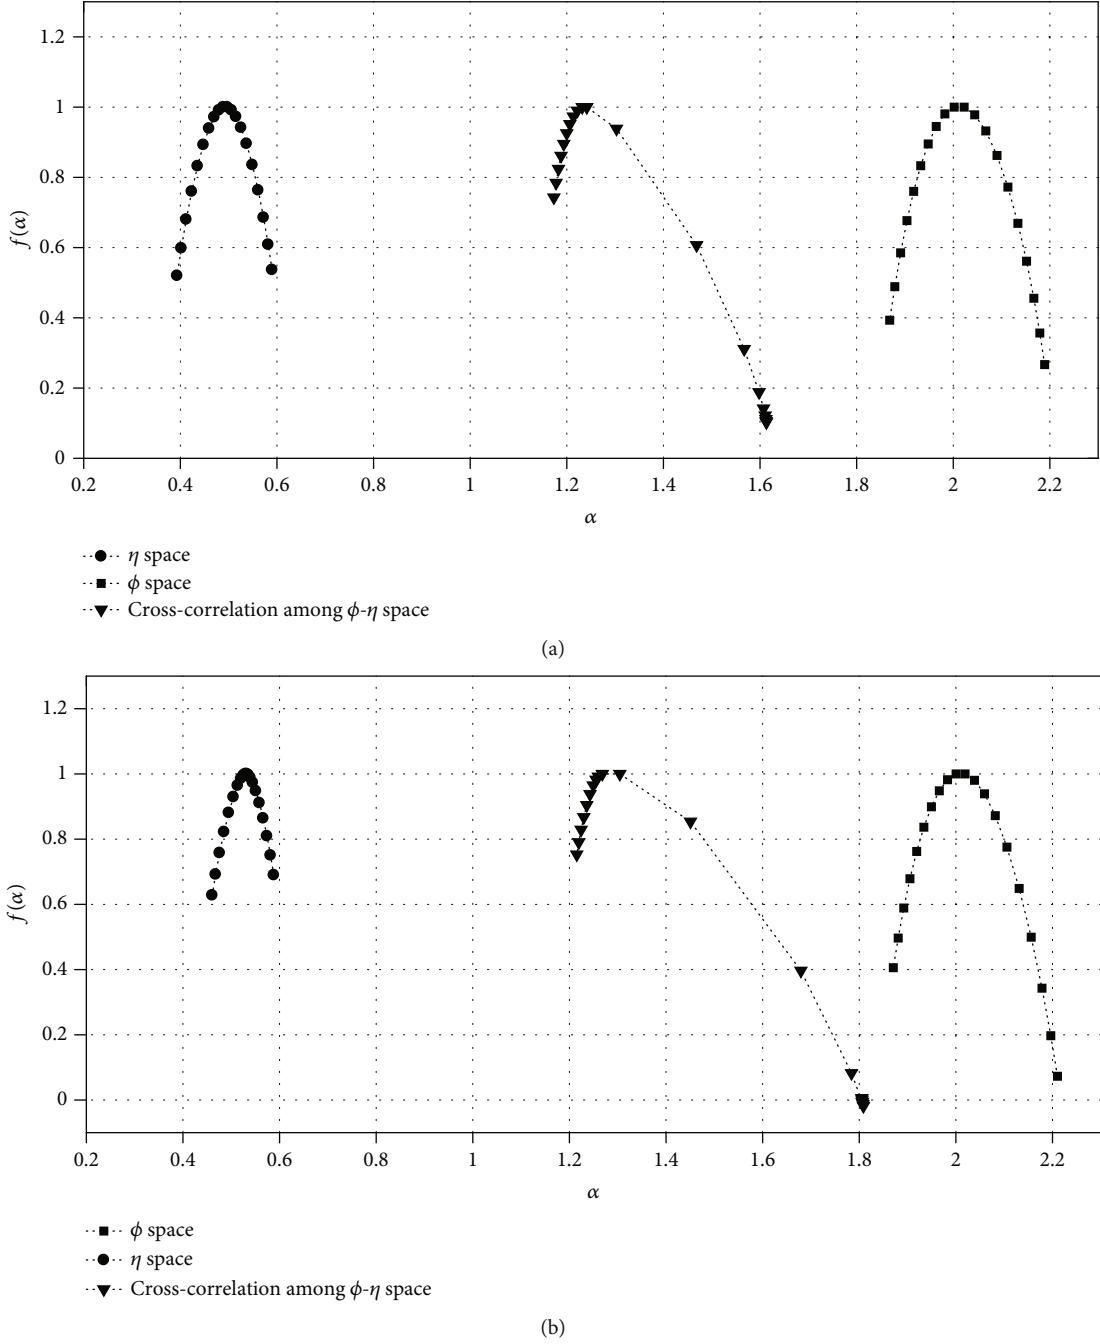 1.2
1
0.8
0.6
0.4
0.2
0
f(α)
0.2 0.4 0.6 0.8 1 1.2 1.4 1.6 1.8 2 2.2
α
η space
ϕ space
Cross-correlation among ϕ-η space
(a)
1.2
1
0.8
0.6
0.4
0.2
0
f(α)
0.2 0.4 0.6 0.8 1 1.2 1.4 1.6 1.8 2 2.2
α
ϕ space
η space
Cross-correlation among ϕ-η space
(b)